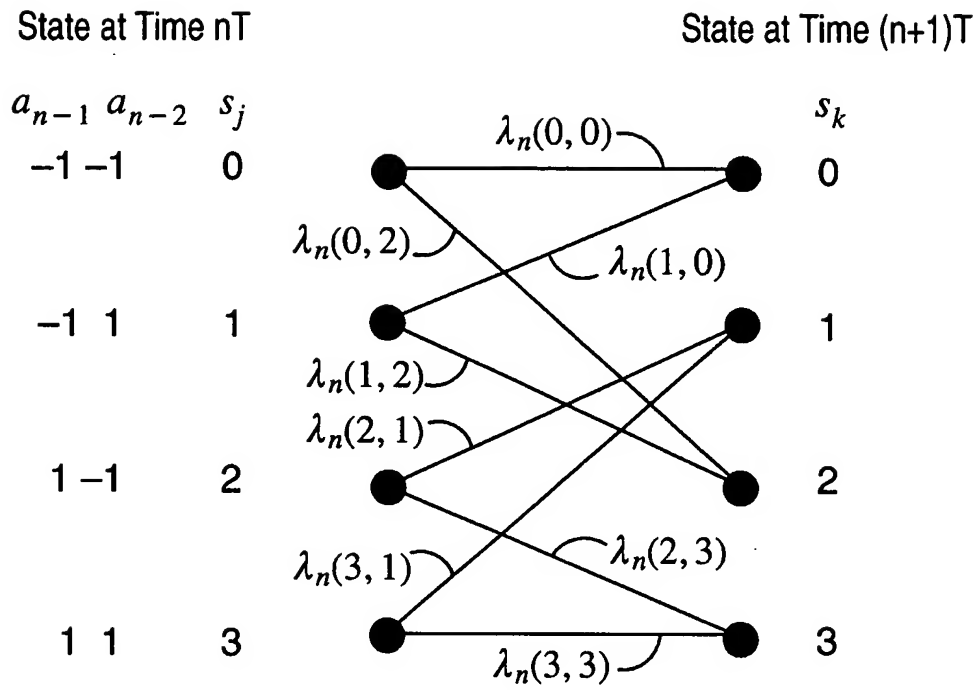 State at Time nT State at Time (n+1)T
a_{n−1} a_{n−2} s_j s_k
λ_n(0, 0)
−1 −1 0 0
λ_n(0, 2)
λ_n(1, 0)
−1 1 1 1
λ_n(1, 2)
λ_n(2, 1)
1 −1 2 2
λ_n(2, 3)
λ_n(3, 1)
1 1 3 3
λ_n(3, 3)